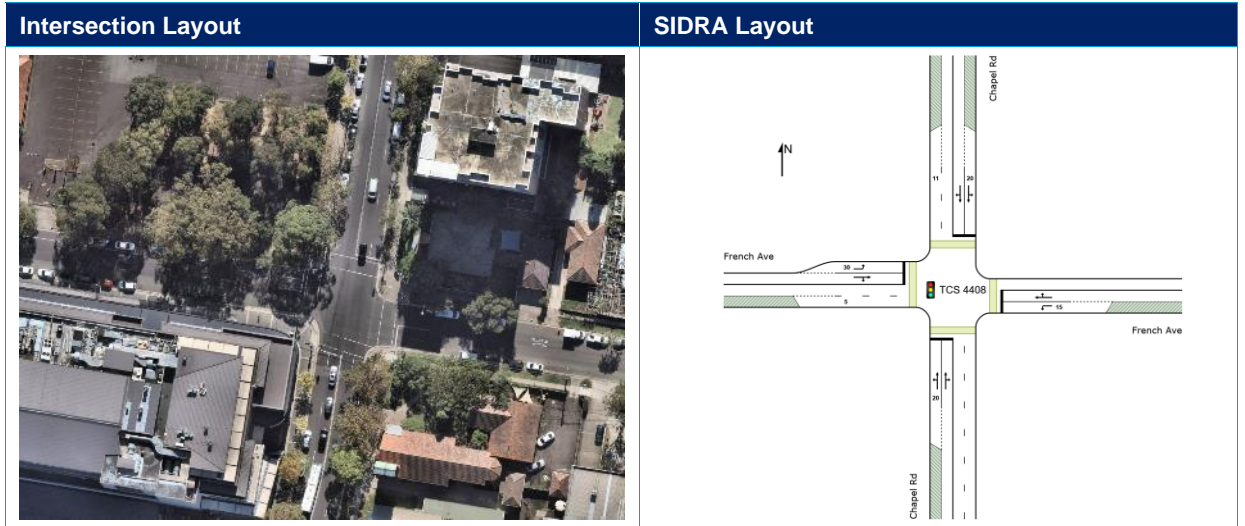 Intersection Layout
SIDRA Layout
Chapel Rd
N
11
20
French Ave
30
TCS 4408
5
15
French Ave
20
Chapel Rd